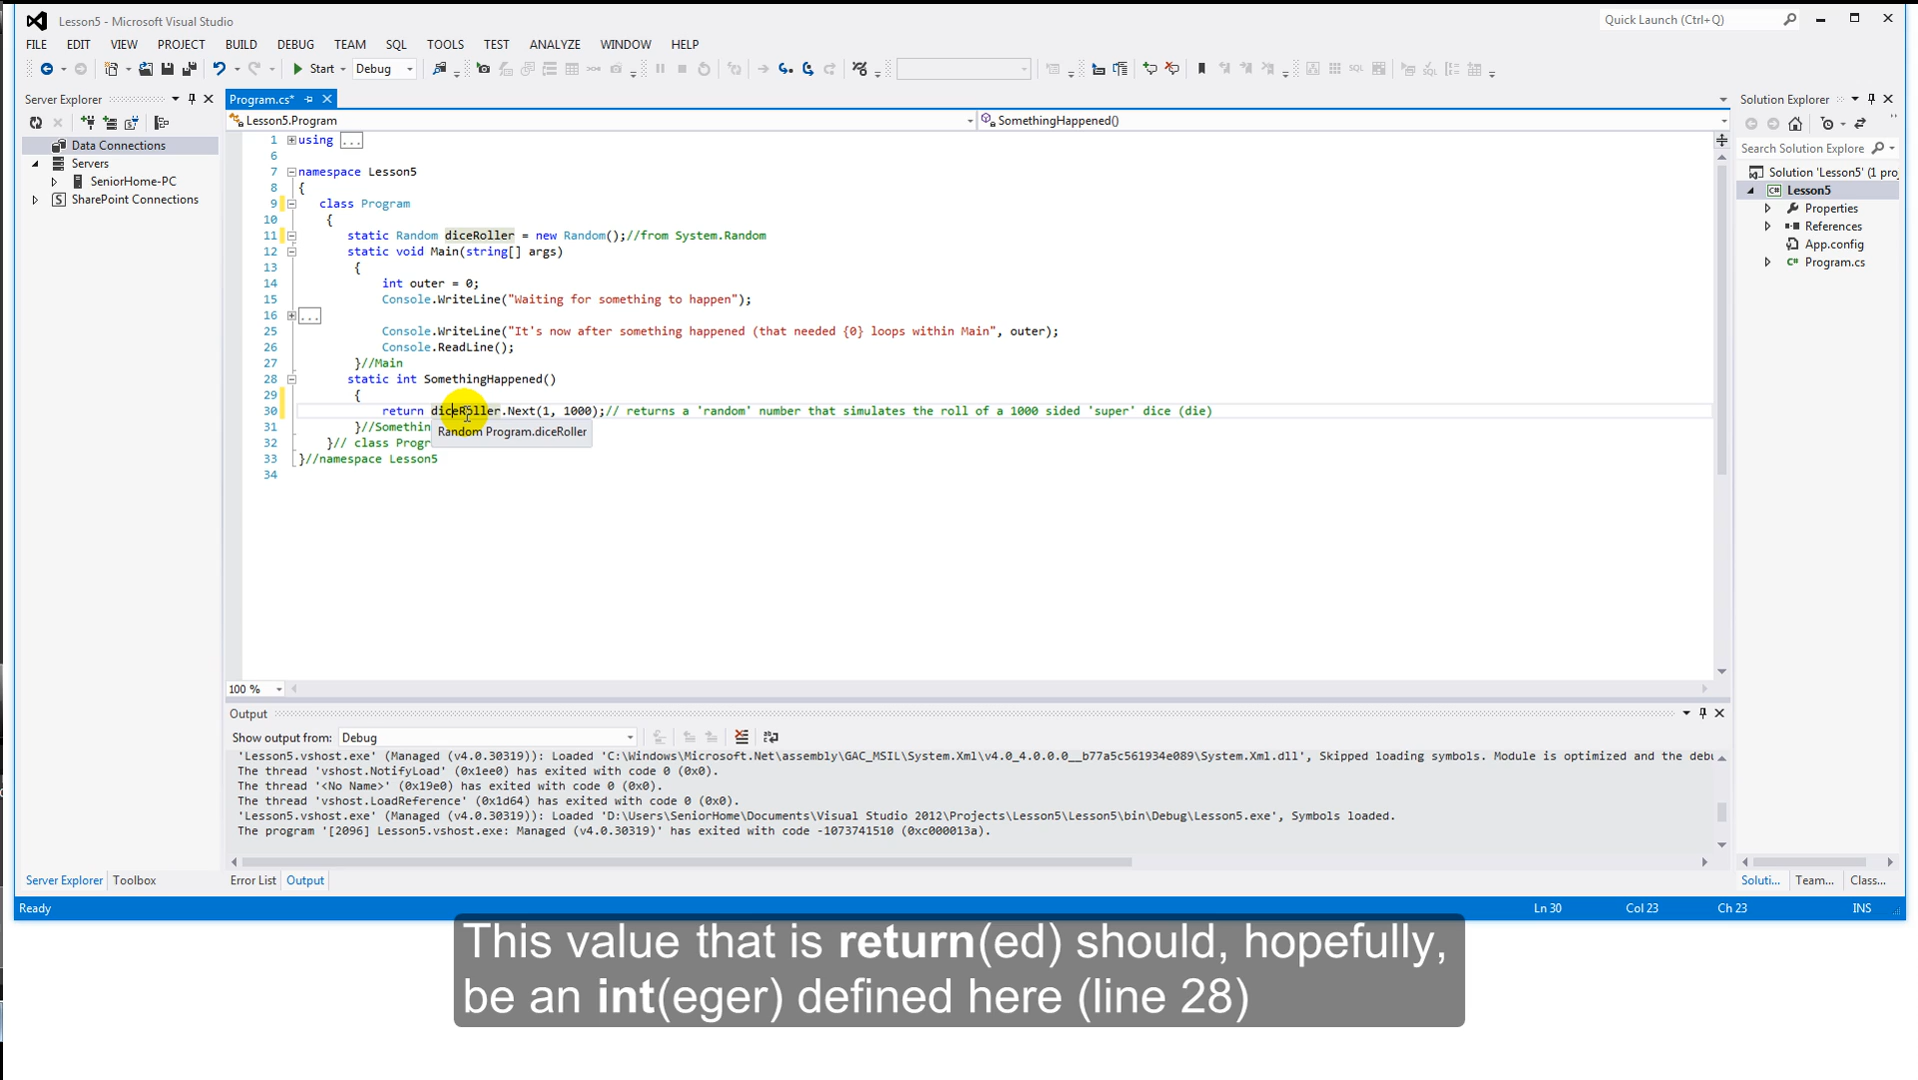 Lesson5 - Microsoft Visual Studio
Quick Launch (Ctrl+Q)
FILE EDIT VIEW PROJECT BUILD DEBUG TEAM SQL TOOLS TEST ANALYZE WINDOW HELP
Start Debug
Server Explorer
Program.cs*
Solution Explorer
Lesson5.Program
SomethingHappened()
Data Connections
Servers
SeniorHome-PC
SharePoint Connections
Search Solution Explore
Solution 'Lesson5' (1 proj
Lesson5
Properties
References
App.config
Program.cs
1 using ...
6
7 namespace Lesson5
8 {
9 class Program
10 {
11 static Random diceRoller = new Random();//from System.Random
12 static void Main(string[] args)
13 {
14 int outer = 0;
15 Console.WriteLine("Waiting for something to happen");
16 ...
25 Console.WriteLine("It's now after something happened (that needed {0} loops within Main", outer);
26 Console.ReadLine();
27 }//Main
28 static int SomethingHappened()
29 {
30 return diceRoller.Next(1, 1000);// returns a 'random' number that simulates the roll of a 1000 sided 'super' dice (die)
31 }//Somethin
Random Program.diceRoller
32 }// class Progr
33 }//namespace Lesson5
34
100 %
Output
Show output from: Debug
'Lesson5.vshost.exe' (Managed (v4.0.30319)): Loaded 'C:\Windows\Microsoft.Net\assembly\GAC_MSIL\System.Xml\v4.0_4.0.0.0__b77a5c561934e089\System.Xml.dll', Skipped loading symbols. Module is optimized and the debu
The thread 'vshost.NotifyLoad' (0x1ee0) has exited with code 0 (0x0).
The thread '<No Name>' (0x19e0) has exited with code 0 (0x0).
The thread 'vshost.LoadReference' (0x1d64) has exited with code 0 (0x0).
'Lesson5.vshost.exe' (Managed (v4.0.30319)): Loaded 'D:\Users\SeniorHome\Documents\Visual Studio 2012\Projects\Lesson5\Lesson5\bin\Debug\Lesson5.exe', Symbols loaded.
The program '[2096] Lesson5.vshost.exe: Managed (v4.0.30319)' has exited with code -1073741510 (0xc000013a).
Server Explorer Toolbox
Error List Output
Soluti... Team... Class...
Ready
Ln 30 Col 23 Ch 23 INS
This value that is return(ed) should, hopefully,
be an int(eger) defined here (line 28)